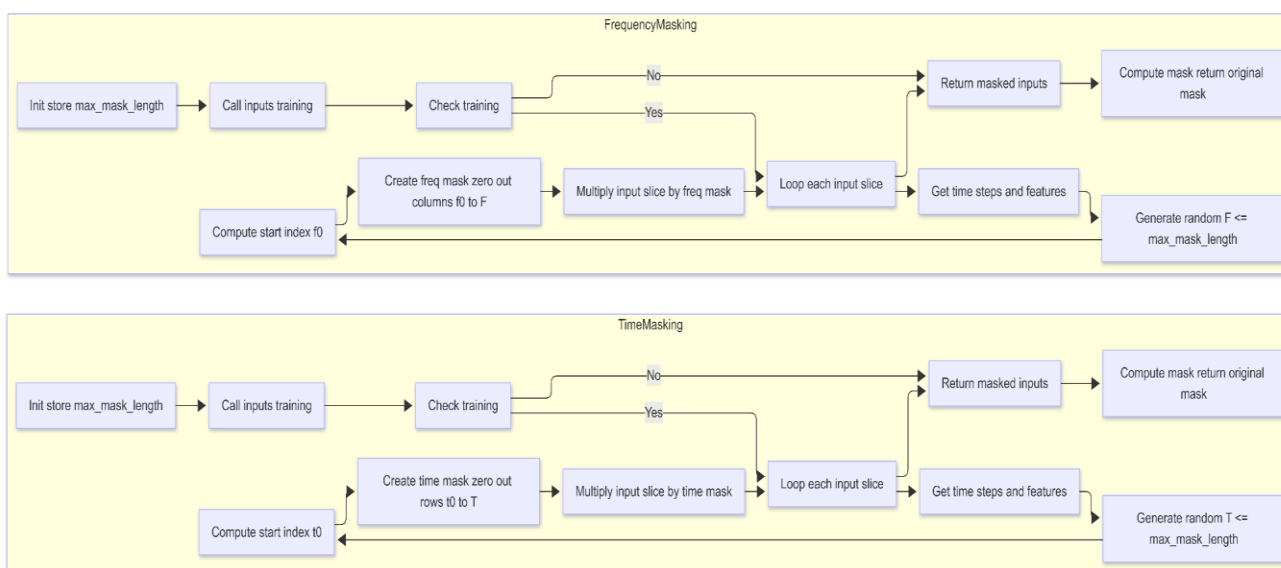 FrequencyMasking
No
Return masked inputs
Compute mask return original
mask
Init store max_mask_length
Call inputs training
Check training
Yes
Create freq mask zero out
columns f0 to F
Multiply input slice by freq mask
Loop each input slice
Get time steps and features
Compute start index f0
Generate random F <=
max_mask_length
TimeMasking
No
Return masked inputs
Compute mask return original
mask
Init store max_mask_length
Call inputs training
Check training
Yes
Create time mask zero out
rows t0 to T
Multiply input slice by time mask
Loop each input slice
Get time steps and features
Compute start index t0
Generate random T <=
max_mask_length